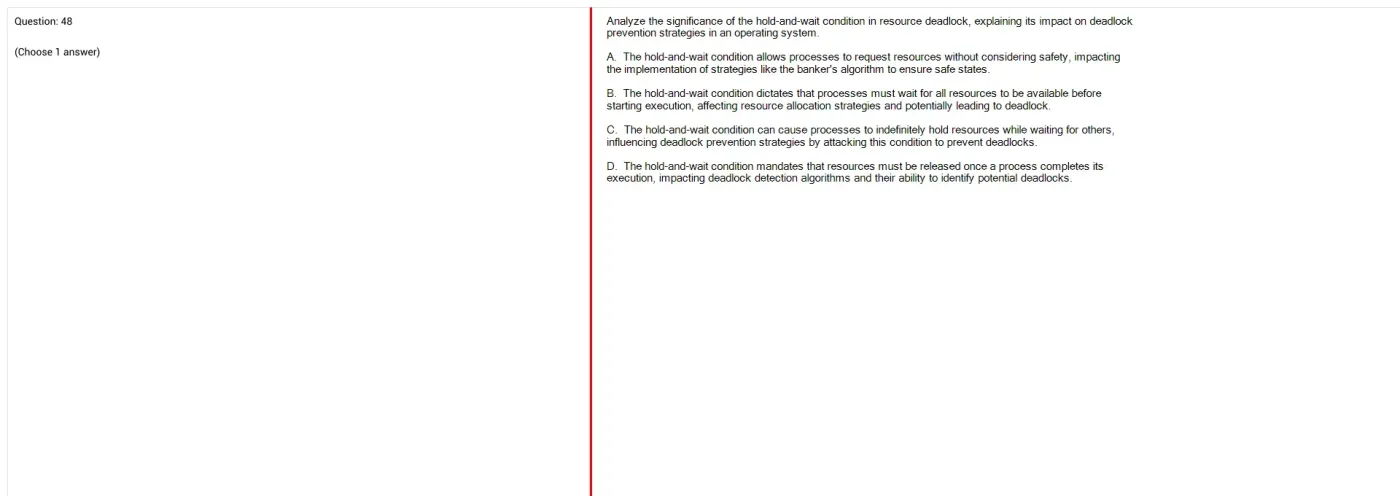 Question: 48
(Choose 1 answer)
Analyze the significance of the hold-and-wait condition in resource deadlock, explaining its impact on deadlock
prevention strategies in an operating system.
A.  The hold-and-wait condition allows processes to request resources without considering safety, impacting
the implementation of strategies like the banker's algorithm to ensure safe states.
B.  The hold-and-wait condition dictates that processes must wait for all resources to be available before
starting execution, affecting resource allocation strategies and potentially leading to deadlock.
C.  The hold-and-wait condition can cause processes to indefinitely hold resources while waiting for others,
influencing deadlock prevention strategies by attacking this condition to prevent deadlocks.
D.  The hold-and-wait condition mandates that resources must be released once a process completes its
execution, impacting deadlock detection algorithms and their ability to identify potential deadlocks.